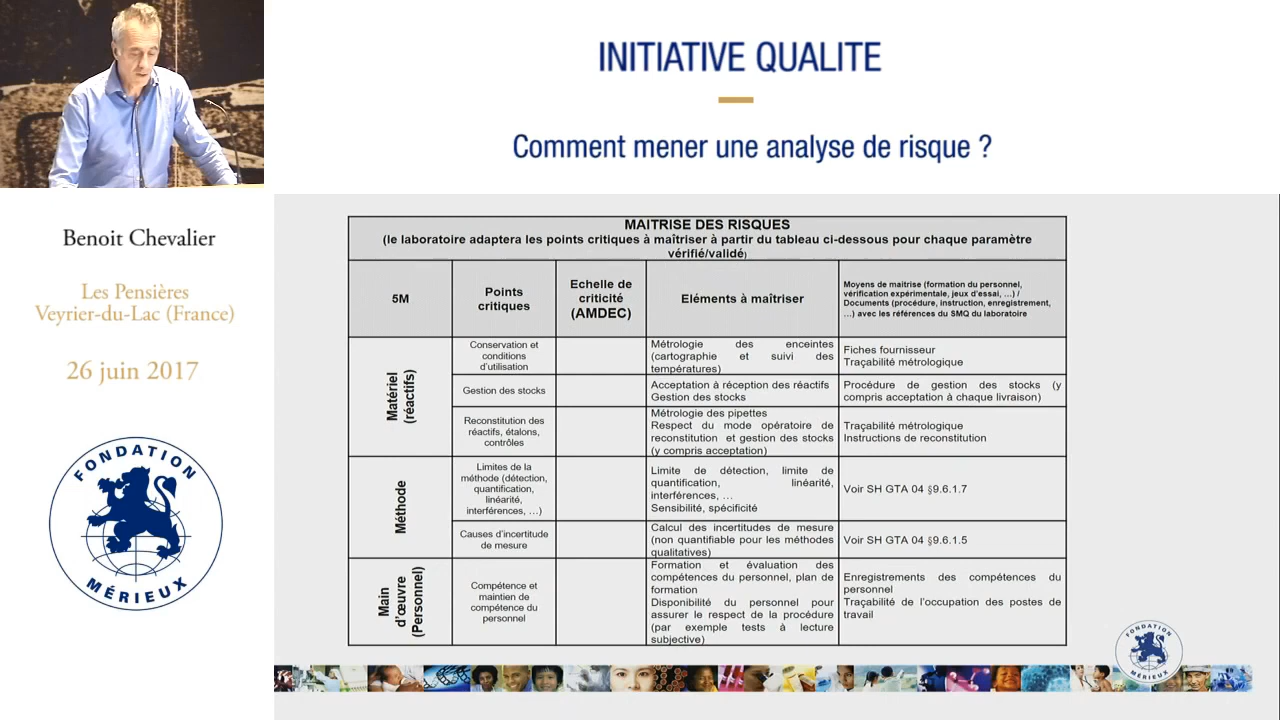 INITIATIVE QUALITE
Comment mener une analyse de risque ?
Benoit Chevalier
Les Pensières
Veyrier-du-Lac (France)
26 juin 2017
FONDATION
MÉRIEUX
MAITRISE DES RISQUES
(le laboratoire adaptera les points critiques à maîtriser à partir du tableau ci-dessous pour chaque paramètre
vérifié/validé)
5M
Points
critiques
Echelle de
criticité
(AMDEC)
Eléments à maîtriser
Moyens de maitrise (formation du personnel,
vérification expérimentale, jeux d'essai, …) /
Documents (procédure, instruction, enregistrement,
…) avec les références du SMQ du laboratoire
Matériel
(réactifs)
Conservation et
conditions
d'utilisation
Métrologie des enceintes
(cartographie et suivi des
températures)
Fiches fournisseur
Traçabilité métrologique
Gestion des stocks
Acceptation à réception des réactifs
Gestion des stocks
Procédure de gestion des stocks (y
compris acceptation à chaque livraison)
Reconstitution des
réactifs, étalons,
contrôles
Métrologie des pipettes
Respect du mode opératoire de
reconstitution et gestion des stocks
(y compris acceptation)
Traçabilité métrologique
Instructions de reconstitution
Méthode
Limites de la
méthode (détection,
quantification,
linéarité,
interférences, …)
Limite de détection, limite de
quantification, linéarité,
interférences, …
Sensibilité, spécificité
Voir SH GTA 04 §9.6.1.7
Causes d'incertitude
de mesure
Calcul des incertitudes de mesure
(non quantifiable pour les méthodes
qualitatives)
Voir SH GTA 04 §9.6.1.5
Main
d'œuvre
(Personnel)
Compétence et
maintien de
compétence du
personnel
Formation et évaluation des
compétences du personnel, plan de
formation
Disponibilité du personnel pour
assurer le respect de la procédure
(par exemple tests à lecture
subjective)
Enregistrements des compétences du
personnel
Traçabilité de l'occupation des postes de
travail
FONDATION
MÉRIEUX